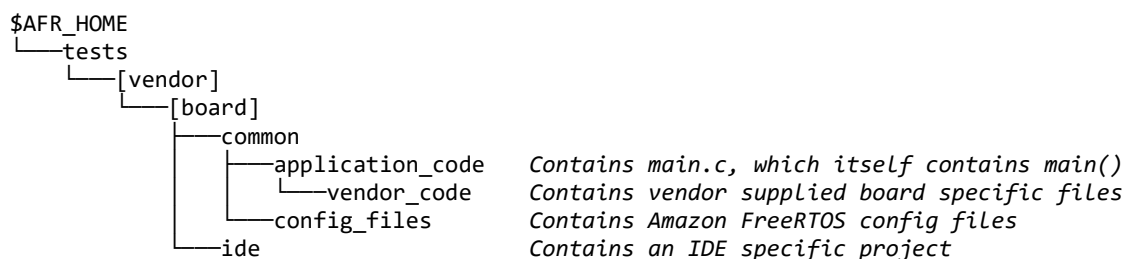 $AFR_HOME
└───tests
    └───[vendor]
        └───[board]
            ├───common
            │   ├───application_code   Contains main.c, which itself contains main()
            │   │   └───vendor_code    Contains vendor supplied board specific files
            │   └───config_files       Contains Amazon FreeRTOS config files
            └───ide                    Contains an IDE specific project